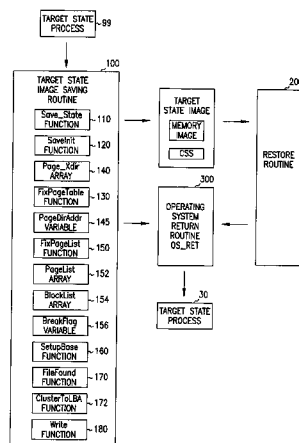 TARGET STATE
PROCESS
99
100
TARGET STATE
IMAGE SAVING
ROUTINE
Save_State
FUNCTION
110
SaveInit
FUNCTION
120
Page_Xdir
ARRAY
140
FixPageTable
FUNCTION
130
PageDirAddr
VARIABLE
145
FixPageList
FUNCTION
150
PageList
ARRAY
152
BlockList
ARRAY
154
BreakFlag
VARIABLE
156
SetupBase
FUNCTION
160
FileFound
FUNCTION
170
ClusterToLBA
FUNCTION
172
Write
FUNCTION
180
TARGET
STATE IMAGE
MEMORY
IMAGE
CSS
300
OPERATING
SYSTEM
RETURN
ROUTINE
OS_RET
30
TARGET STATE
PROCESS
200
RESTORE
ROUTINE